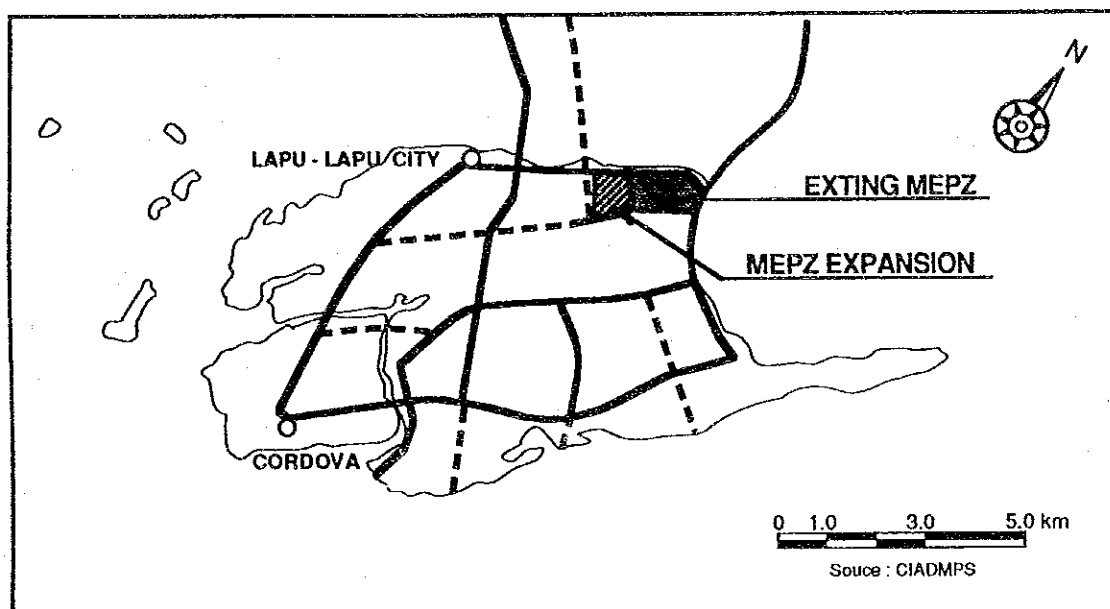 N
LAPU - LAPU CITY
EXTING MEPZ
MEPZ EXPANSION
CORDOVA
0 1.0 3.0 5.0 km
Souce : CIADMPS